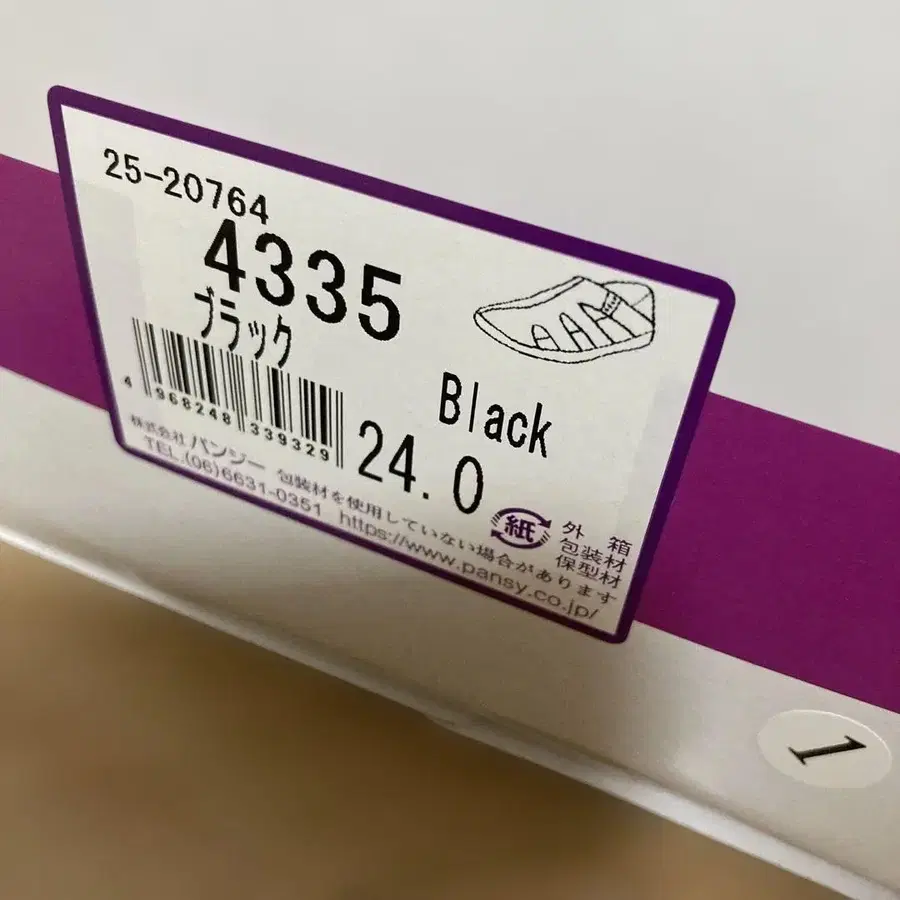 25-20764
4335
ブラック
Black
4 968248 339329
24.0
株式会社 パンジー 包装材を使用していない場合があります
TEL.(06)6631-0351 https://www.pansy.co.jp/
紙
外 箱
包装材
保型材
1